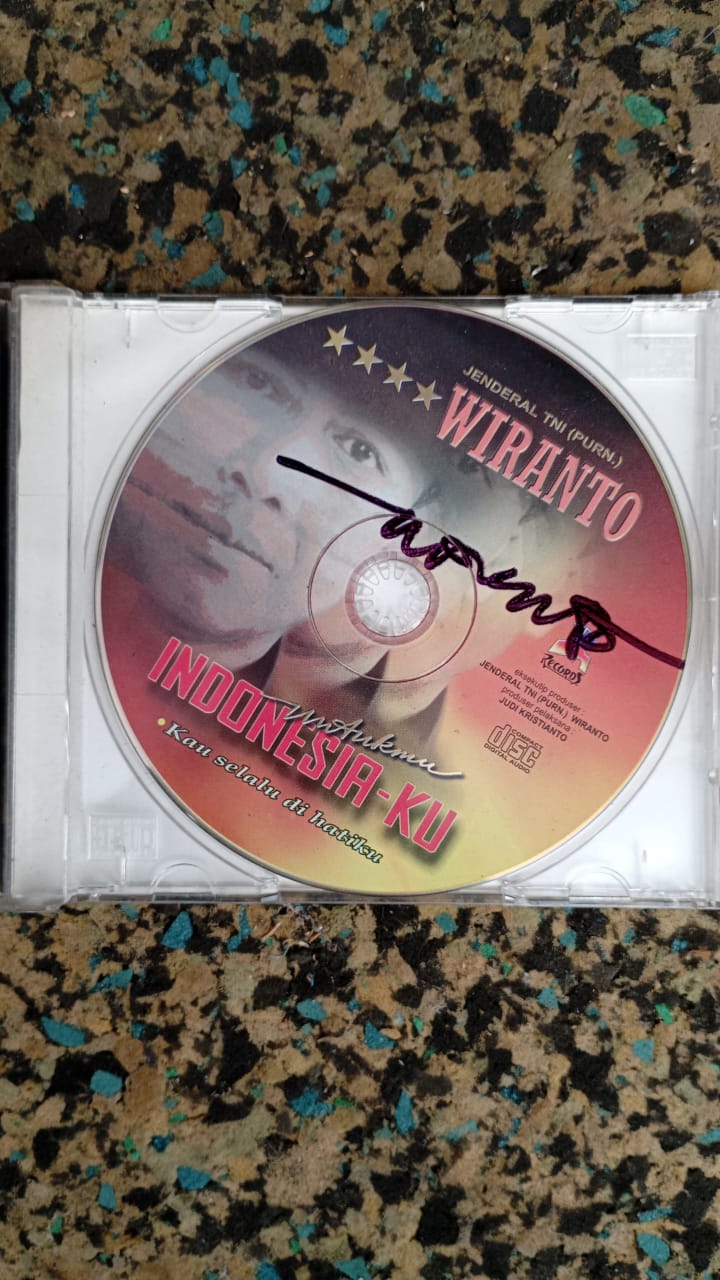 JENDERAL TNI (PURN.)
WIRANTO
RECORDS
eksekutip produser :
JENDERAL TNI (PURN.) WIRANTO
produser pelaksana :
JUDI KRISTIANTO
COMPACT
disc
DIGITAL AUDIO
untukmu
INDONESIA-KU
Kau selalu di hatiku